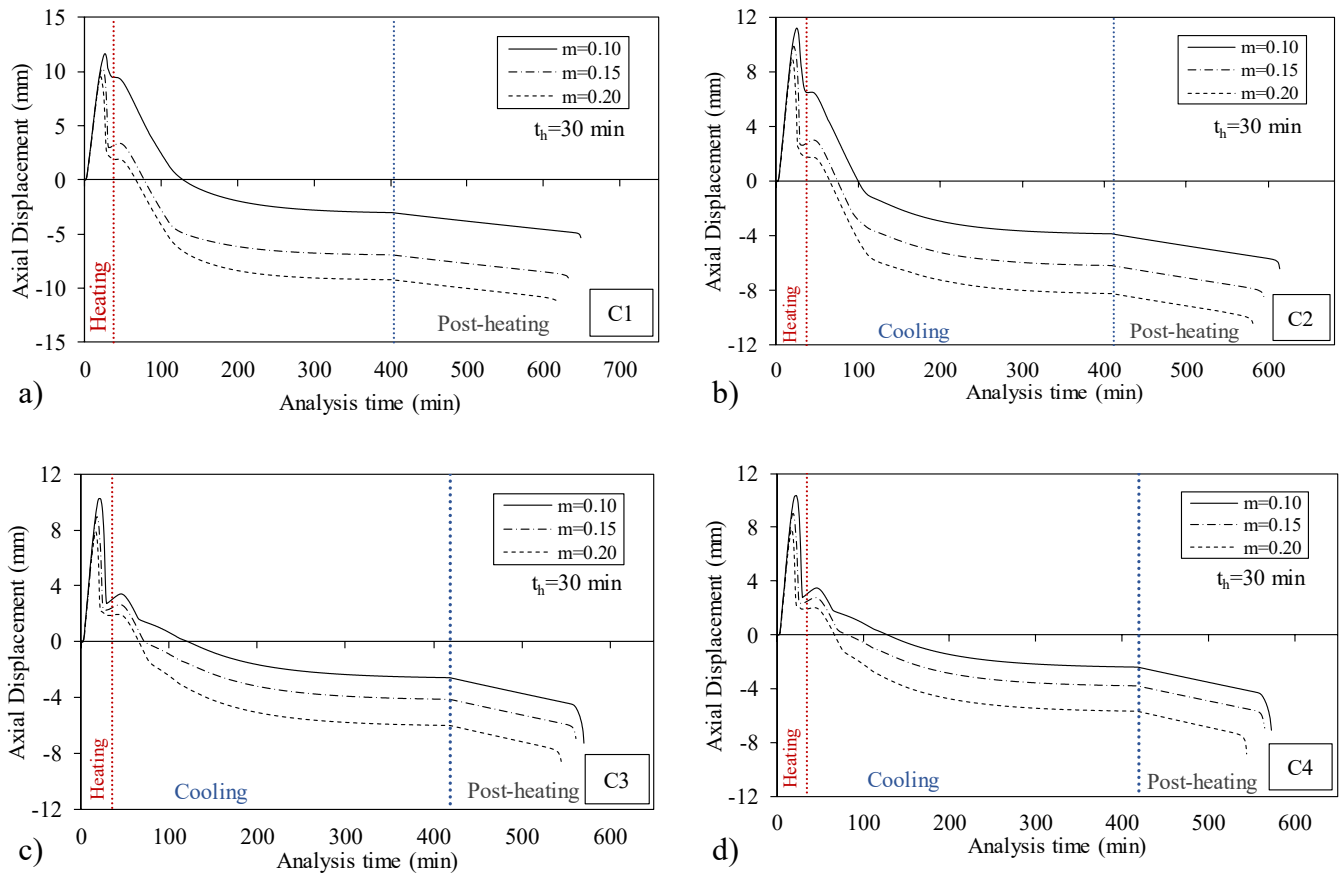 15
10
5
0
-5
-10
-15
Axial Displacement (mm)
m=0.10
m=0.15
m=0.20
t_h=30 min
Heating
Post-heating
C1
0 100 200 300 400 500 600 700
Analysis time (min)
a)
12
8
4
0
-4
-8
-12
Axial Displacement (mm)
m=0.10
m=0.15
m=0.20
t_h=30 min
Heating
Cooling
Post-heating
C2
0 100 200 300 400 500 600
Analysis time (min)
b)
12
8
4
0
-4
-8
-12
Axial Displacement (mm)
m=0.10
m=0.15
m=0.20
t_h=30 min
Heating
Cooling
Post-heating
C3
0 100 200 300 400 500 600
Analysis time (min)
c)
12
8
4
0
-4
-8
-12
Axial Displacement (mm)
m=0.10
m=0.15
m=0.20
t_h=30 min
Heating
Cooling
Post-heating
C4
0 100 200 300 400 500 600
Analysis time (min)
d)